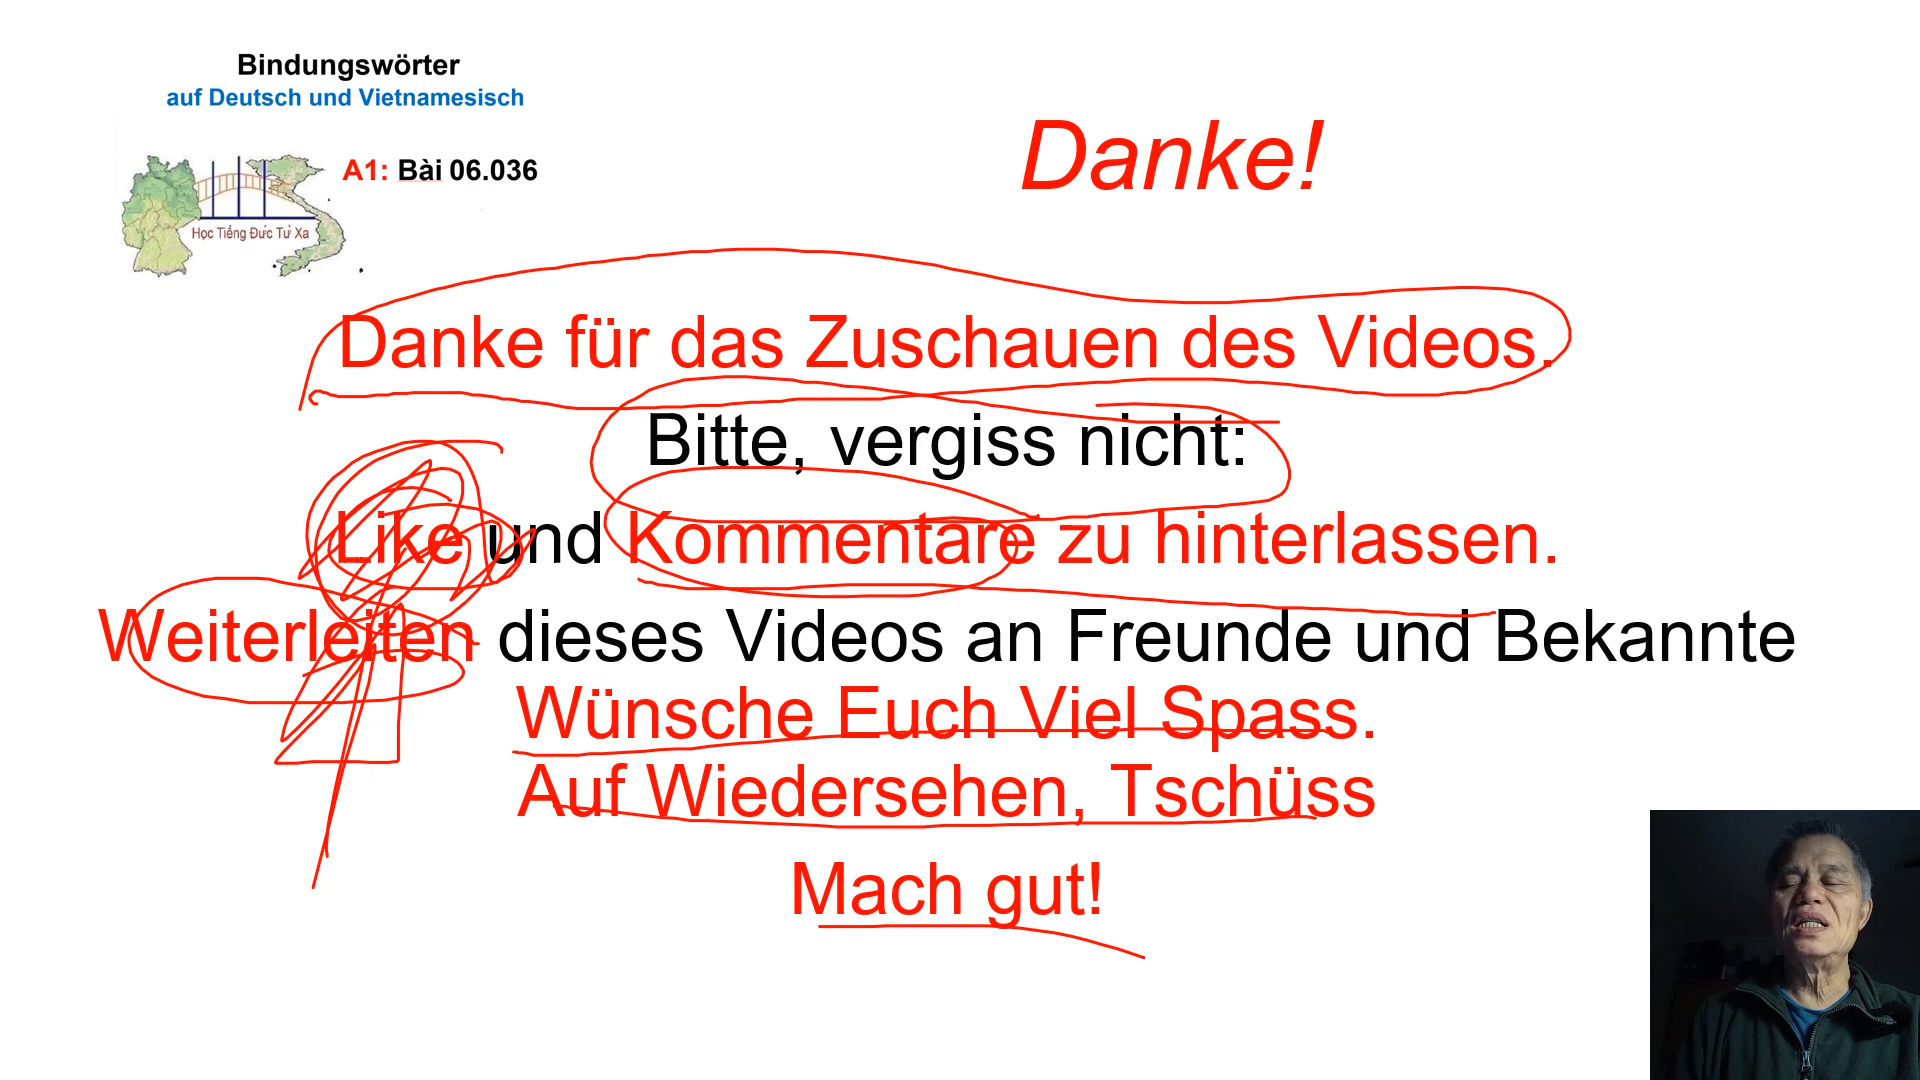 Bindungswörter
auf Deutsch und Vietnamesisch
A1: Bài 06.036
Học Tiếng Đức Từ Xa
Danke!
Danke für das Zuschauen des Videos.
Bitte, vergiss nicht:
Like und Kommentare zu hinterlassen.
Weiterleiten dieses Videos an Freunde und Bekannte
Wünsche Euch Viel Spass.
Auf Wiedersehen, Tschüss
Mach gut!